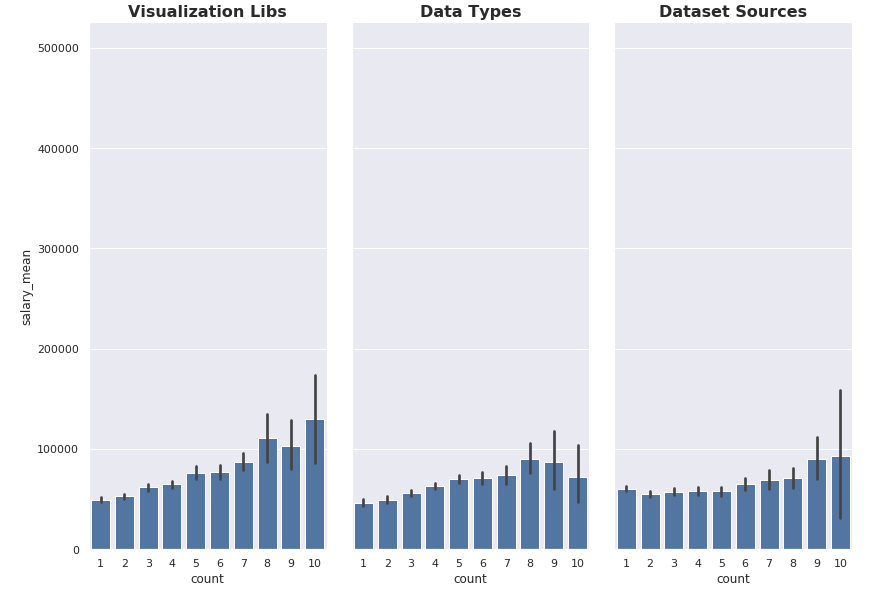 Visualization Libs
Data Types
Dataset Sources
salary_mean
500000
400000
300000
200000
100000
0
1 2 3 4 5 6 7 8 9 10
count
1 2 3 4 5 6 7 8 9 10
count
1 2 3 4 5 6 7 8 9 10
count